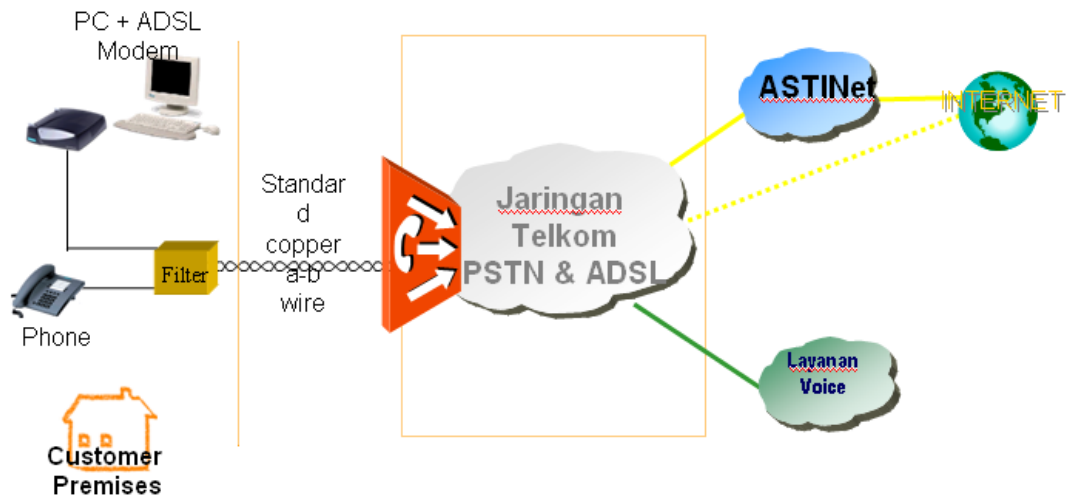 PC + ADSL
Modem
Standar
d
copper
a-b
wire
Filter
Phone
Customer
Premises
Jaringan
Telkom
PSTN & ADSL
ASTINet
INTERNET
Layanan
Voice